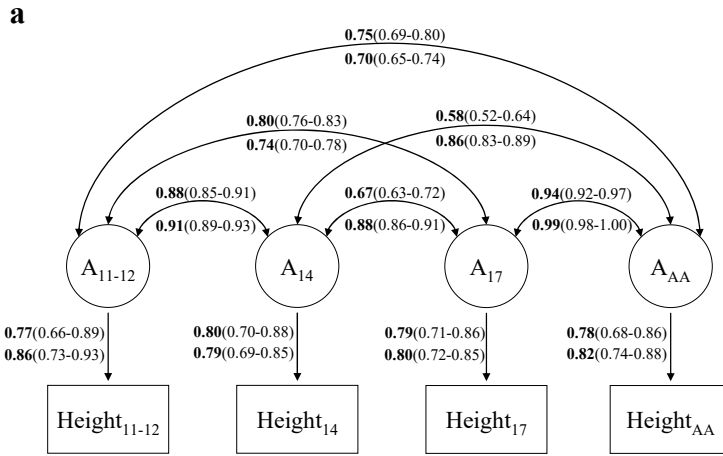 a
0.75(0.69-0.80)
0.70(0.65-0.74)
0.80(0.76-0.83)
0.74(0.70-0.78)
0.58(0.52-0.64)
0.86(0.83-0.89)
0.88(0.85-0.91)
0.91(0.89-0.93)
0.67(0.63-0.72)
0.88(0.86-0.91)
0.94(0.92-0.97)
0.99(0.98-1.00)
A11-12
A14
A17
AAA
0.77(0.66-0.89)
0.86(0.73-0.93)
0.80(0.70-0.88)
0.79(0.69-0.85)
0.79(0.71-0.86)
0.80(0.72-0.85)
0.78(0.68-0.86)
0.82(0.74-0.88)
Height11-12
Height14
Height17
HeightAA